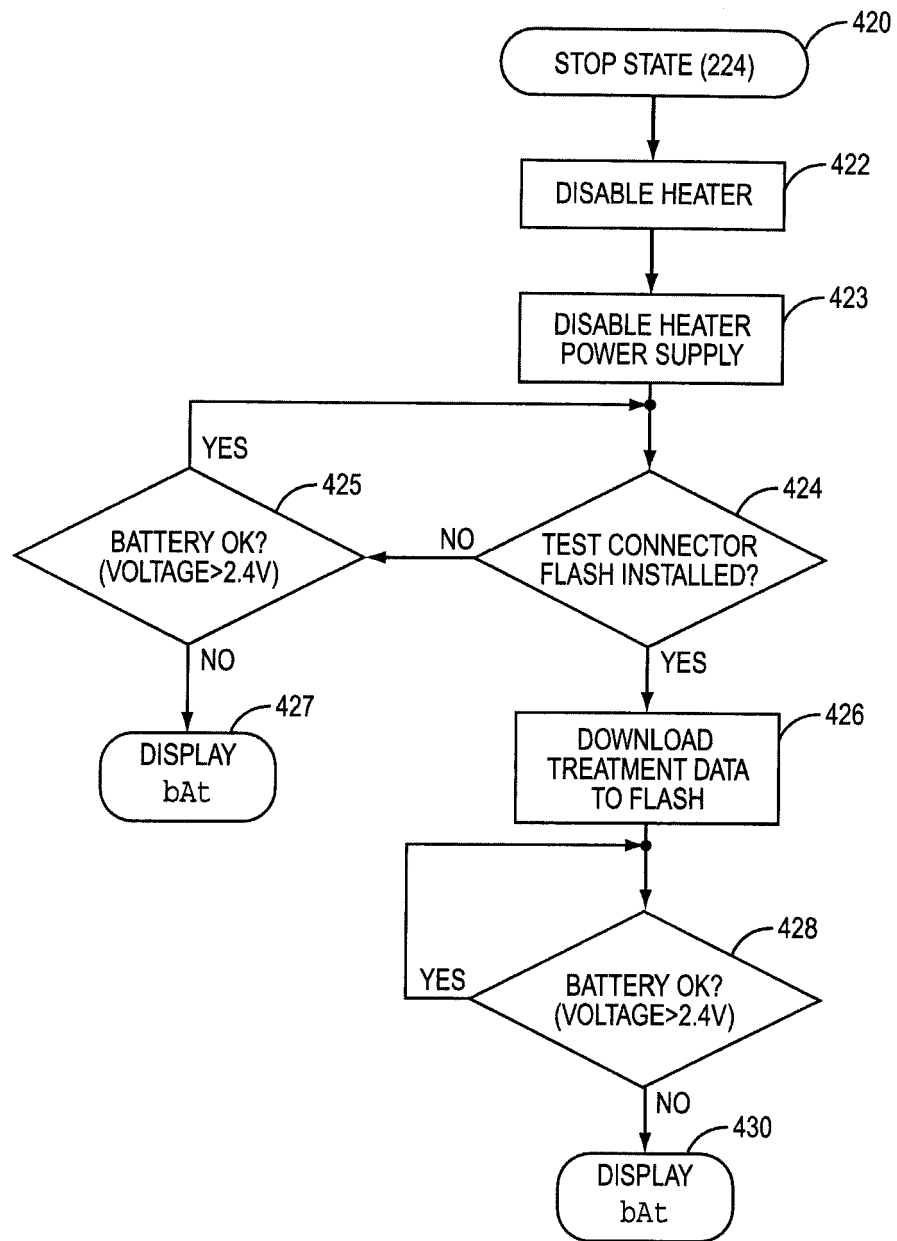 420
STOP STATE (224)
422
DISABLE HEATER
423
DISABLE HEATER
POWER SUPPLY
YES
425
424
BATTERY OK?
(VOLTAGE>2.4V)
NO
TEST CONNECTOR
FLASH INSTALLED?
NO
YES
427
DISPLAY
bAt
426
DOWNLOAD
TREATMENT DATA
TO FLASH
428
YES
BATTERY OK?
(VOLTAGE>2.4V)
NO
430
DISPLAY
bAt